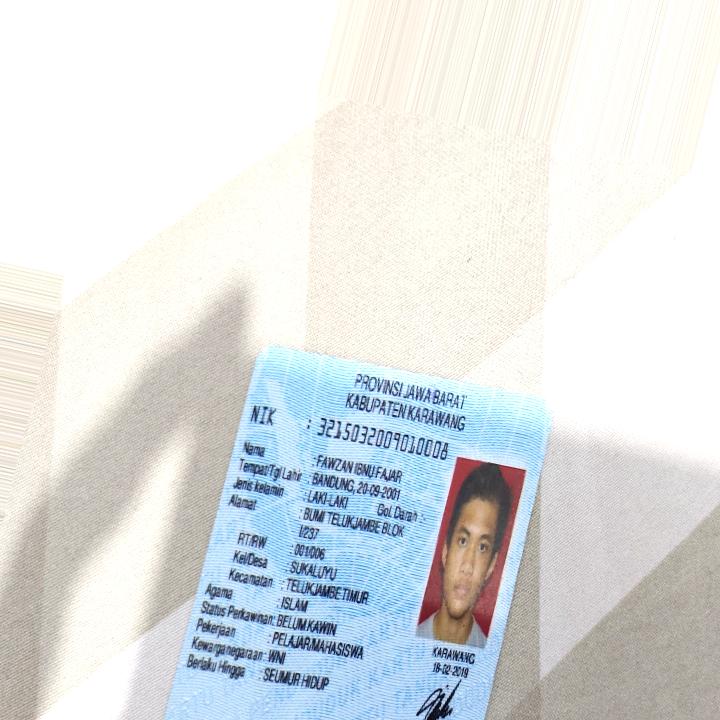 PROVINSI JAWA BARAT
KABUPATEN KARAWANG
NIK : 3215032009010008
Nama : FAWZAN IBNU FAJAR
Tempat/Tgl Lahir : BANDUNG, 20-09-2001
Jenis kelamin : LAKI-LAKI Gol. Darah : -
Alamat : BUMI TELUKJAMBE BLOK
I/237
RT/RW : 001/006
Kel/Desa : SUKALUYU
Kecamatan : TELUKJAMBE TIMUR
Agama : ISLAM
Status Perkawinan: BELUM KAWIN
Pekerjaan : PELAJAR/MAHASISWA
Kewarganegaraan: WNI
Berlaku Hingga : SEUMUR HIDUP
KARAWANG
18-02-2019